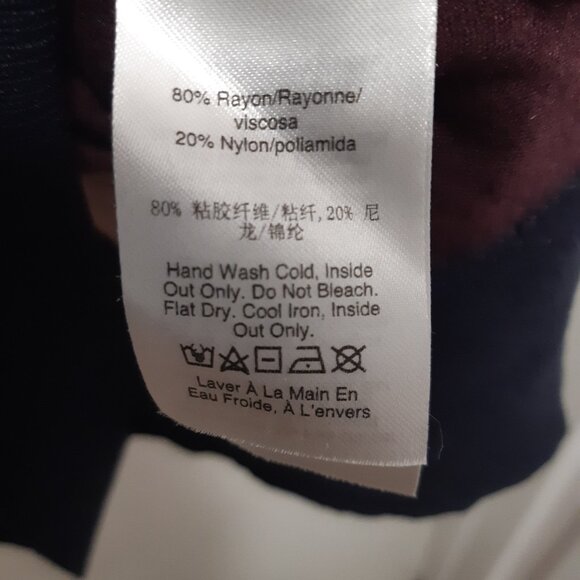 80% Rayon/Rayonne/
viscosa
20% Nylon/poliamida
80% 粘胶纤维/粘纤,20% 尼
龙/锦纶
Hand Wash Cold, Inside
Out Only. Do Not Bleach.
Flat Dry. Cool Iron, Inside
Out Only.
Laver À La Main En
Eau Froide, À L'envers